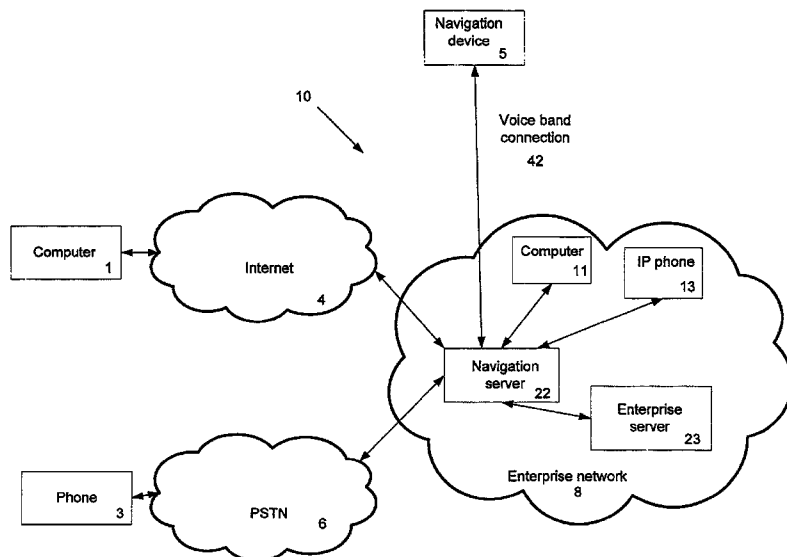 Navigation
device
5
10
Voice band
connection
42
Computer
1
Internet
4
Computer
11
IP phone
13
Navigation
server
22
Enterprise
server
23
Enterprise network
8
Phone
3
PSTN
6